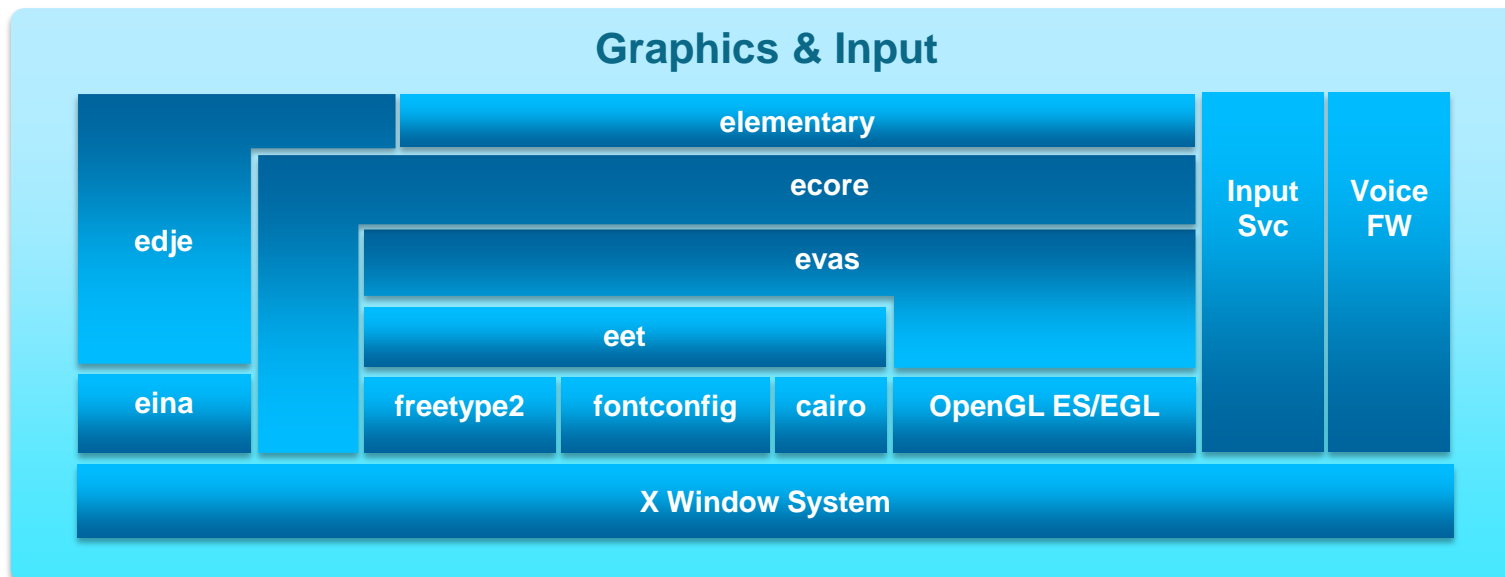 Graphics & Input
elementary
ecore
edje
evas
eet
eina
freetype2
fontconfig
cairo
OpenGL ES/EGL
Input
Svc
Voice
FW
X Window System